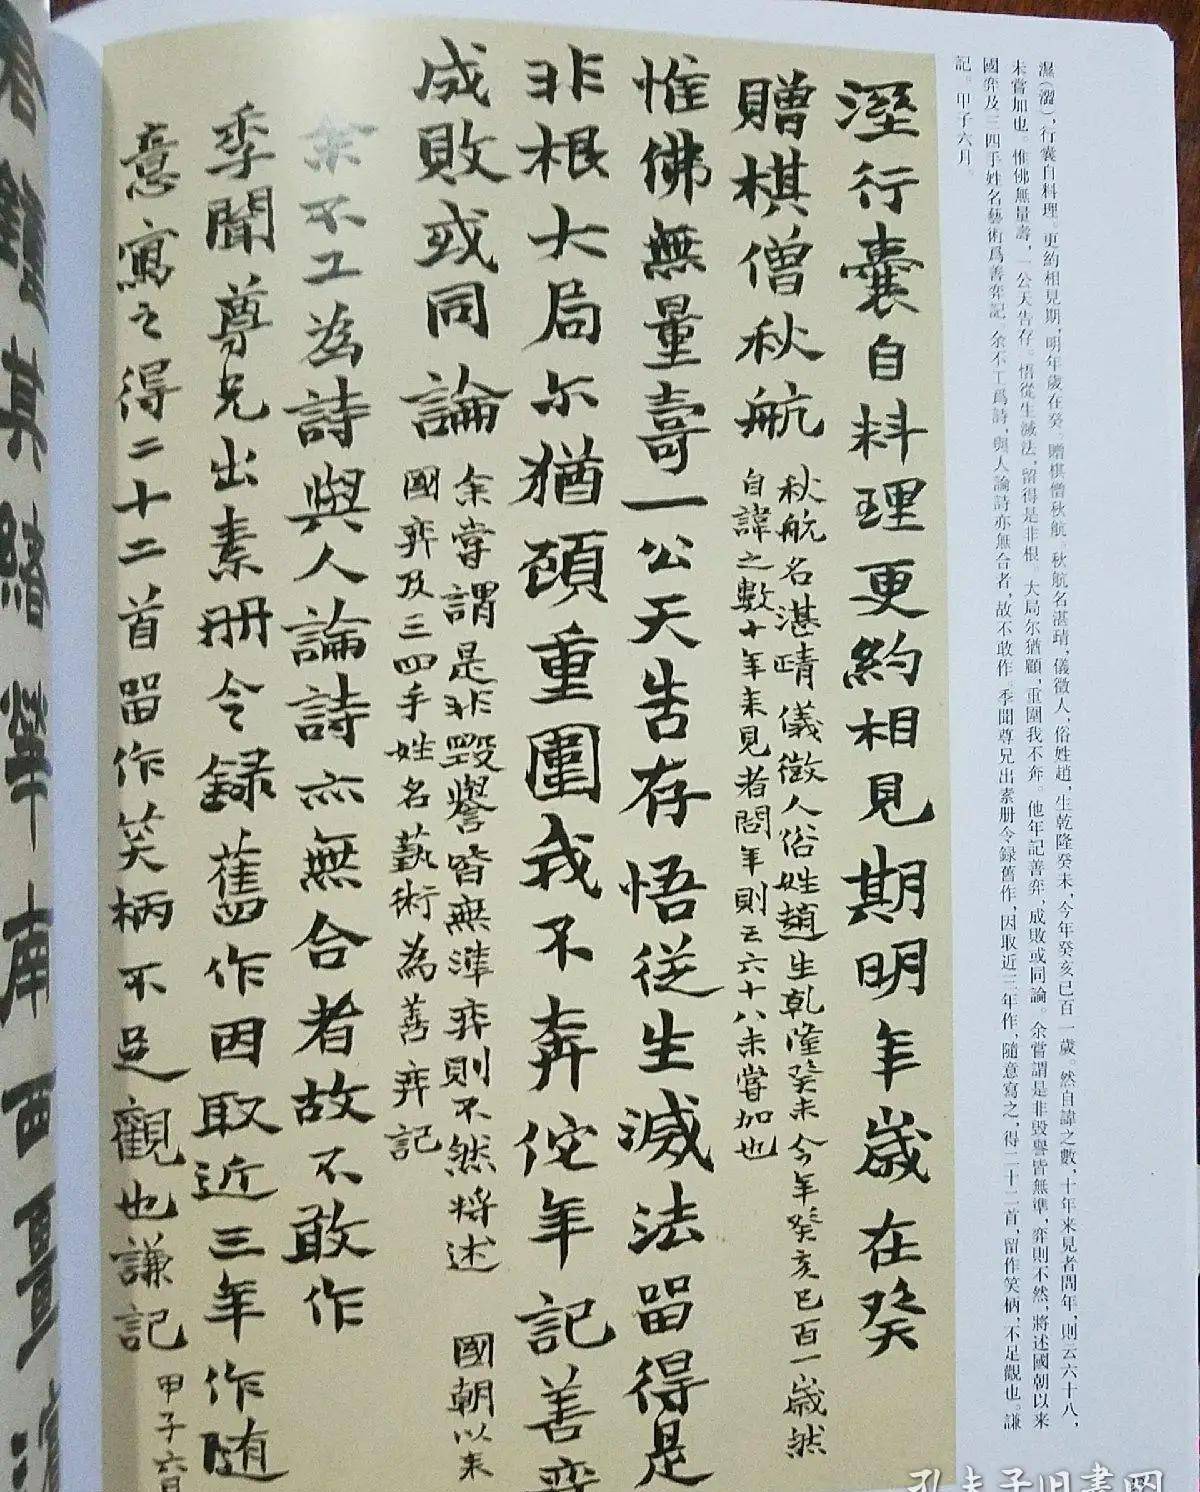 濕（澀），行囊自料理。更約相見期，明年歲在癸。贈棋僧秋航。秋航名湛睛，儀徵人，俗姓趙，生乾隆癸未，今年癸亥已百一歲。然自諱之數，十年来見者問年，則云六十八，
未嘗加也。惟佛無量壽，一公天告存。悟從生滅法，留得是非根。大局尔猶顧，重圍我不奔。他年記善弈，成敗或同論。余嘗謂是非毀譽皆無準，弈則不然，將述國朝以来
國弈及三四手姓名藝術爲善弈記。余不工爲詩，與人論詩亦無合者，故不敢作。季聞尊兄出素册令録舊作，因取近三年作，隨意寫之，得二十二首，留作笑柄，不足觀也。謙
記。甲子六月。
溼行囊自料理更約相見期明年歲在癸
贈棋僧秋航
秋航名湛睛儀徵人俗姓趙生乾隆癸未今年癸亥已百一歲然
自諱之數十年来見者問年則云六十八未嘗加也
惟佛無量壽一公天告存悟從生滅法留得是
非根大局尔猶頋重圍我不奔佗年記善弈
成敗或同論
余嘗謂是非毀譽皆無準弈則不然將述 國朝以来
國弈及三四手姓名藝術為善弈記
余不工為詩與人論詩亦無合者故不敢作
季聞尊兄出素册令録舊作因取近三年作随
意寫之得二十二首留作笑柄不足觀也謙記
甲子六月
南西
孔夫子旧書网